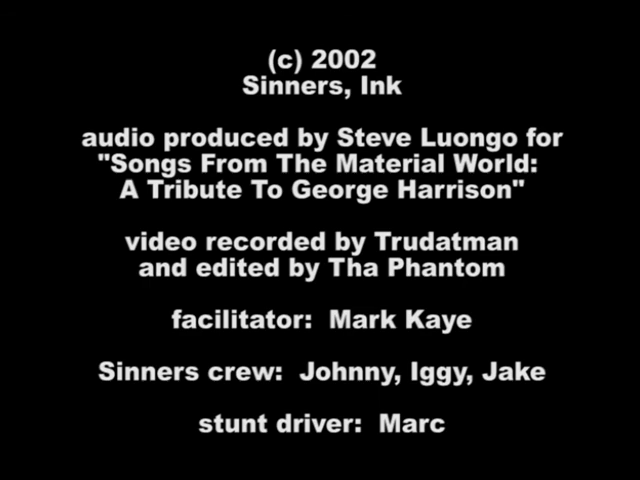 (c) 2002
Sinners, Ink
audio produced by Steve Luongo for
"Songs From The Material World:
A Tribute To George Harrison"
video recorded by Trudatman
and edited by Tha Phantom
facilitator:  Mark Kaye
Sinners crew:  Johnny, Iggy, Jake
stunt driver:  Marc